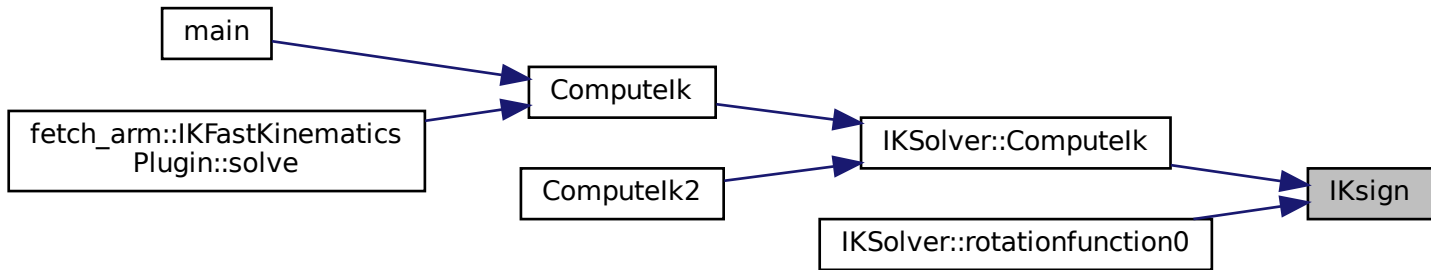 main
fetch_arm::IKFastKinematics
Plugin::solve
ComputeIk
ComputeIk2
IKSolver::ComputeIk
IKSolver::rotationfunction0
IKsign